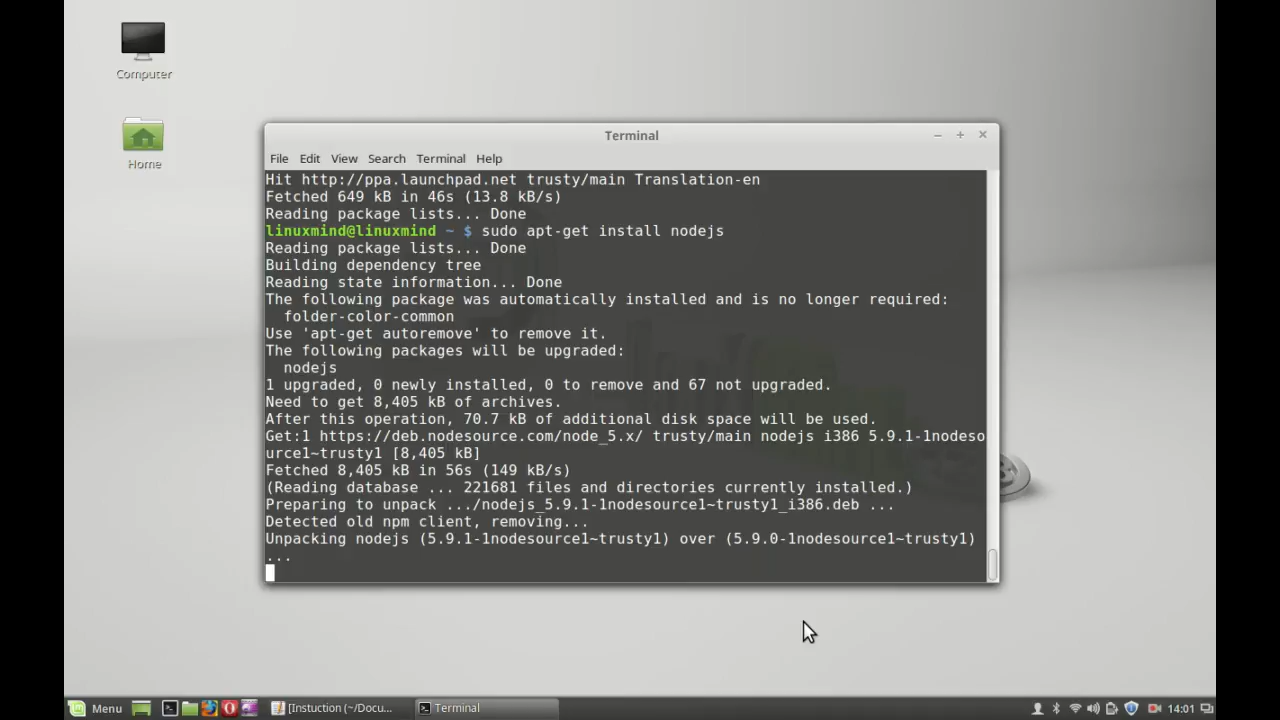 Computer
Home
Terminal
File Edit View Search Terminal Help
Hit http://ppa.launchpad.net trusty/main Translation-en
Fetched 649 kB in 46s (13.8 kB/s)
Reading package lists... Done
linuxmind@linuxmind ~ $ sudo apt-get install nodejs
Reading package lists... Done
Building dependency tree
Reading state information... Done
The following package was automatically installed and is no longer required:
folder-color-common
Use 'apt-get autoremove' to remove it.
The following packages will be upgraded:
nodejs
1 upgraded, 0 newly installed, 0 to remove and 67 not upgraded.
Need to get 8,405 kB of archives.
After this operation, 70.7 kB of additional disk space will be used.
Get:1 https://deb.nodesource.com/node_5.x/ trusty/main nodejs i386 5.9.1-1nodeso
urce1~trusty1 [8,405 kB]
Fetched 8,405 kB in 56s (149 kB/s)
(Reading database ... 221681 files and directories currently installed.)
Preparing to unpack .../nodejs_5.9.1-1nodesource1~trusty1_i386.deb ...
Detected old npm client, removing...
Unpacking nodejs (5.9.1-1nodesource1~trusty1) over (5.9.0-1nodesource1~trusty1)
...
Menu [Instuction (~/Docu... Terminal 14:01